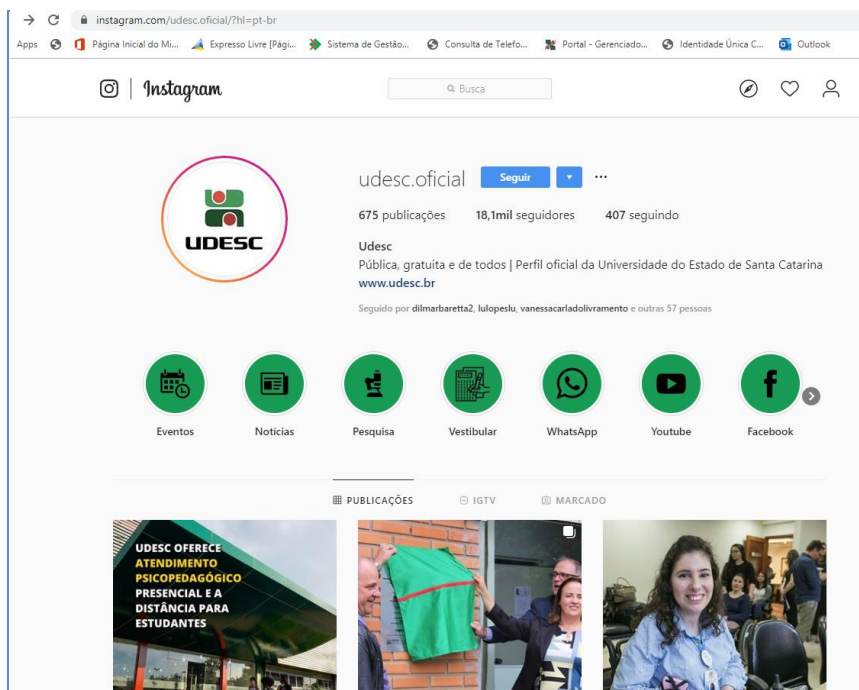 instagram.com/udesc.oficial/?hl=pt-br
Apps Página Inicial do Mi... Expresso Livre [Pági... Sistema de Gestão... Consulta de Telefo... Portal - Gerenciado... Identidade Única C... Outlook
Instagram Busca
udesc.oficial Seguir ...
675 publicações 18,1mil seguidores 407 seguindo
UDESC
Udesc
Pública, gratuita e de todos | Perfil oficial da Universidade do Estado de Santa Catarina
www.udesc.br
Seguido por dilmarbaretta2, lulopeslu, vanessacarladolivramento e outras 57 pessoas
Eventos Notícias Pesquisa Vestibular WhatsApp Youtube Facebook
PUBLICAÇÕES IGTV MARCADO
UDESC OFERECE
ATENDIMENTO
PSICOPEDAGÓGICO
PRESENCIAL E A
DISTÂNCIA PARA
ESTUDANTES